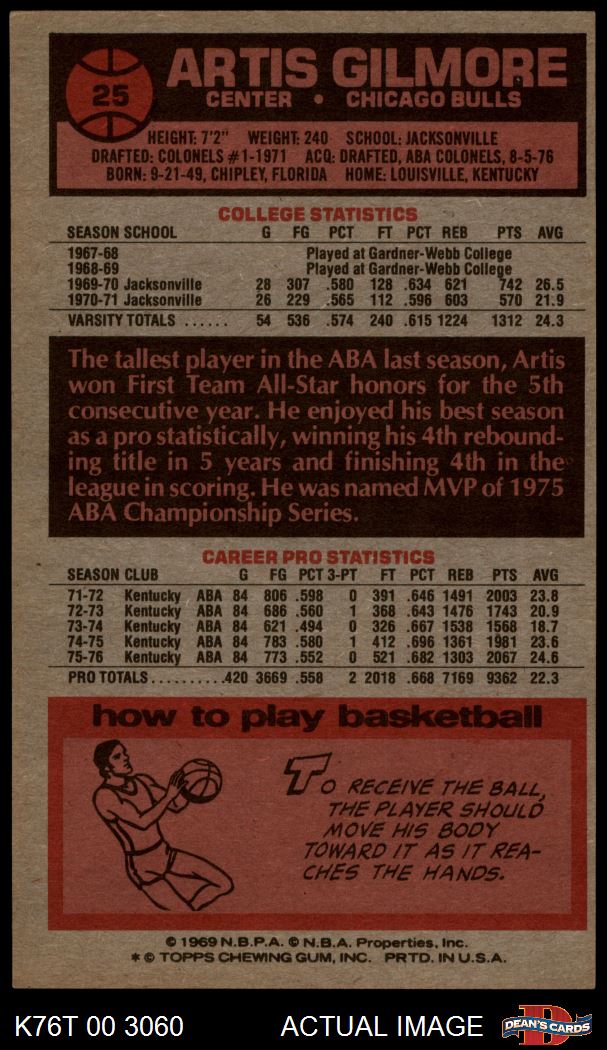 25
ARTIS GILMORE
CENTER • CHICAGO BULLS
HEIGHT: 7'2" WEIGHT: 240 SCHOOL: JACKSONVILLE
DRAFTED: COLONELS #1-1971 ACQ: DRAFTED, ABA COLONELS, 8-5-76
BORN: 9-21-49, CHIPLEY, FLORIDA HOME: LOUISVILLE, KENTUCKY
COLLEGE STATISTICS
SEASON SCHOOL G FG PCT FT PCT REB PTS AVG
1967-68 Played at Gardner-Webb College
1968-69 Played at Gardner-Webb College
1969-70 Jacksonville 28 307 .580 128 .634 621 742 26.5
1970-71 Jacksonville 26 229 .565 112 .596 603 570 21.9
VARSITY TOTALS ...... 54 536 .574 240 .615 1224 1312 24.3
The tallest player in the ABA last season, Artis
won First Team All-Star honors for the 5th
consecutive year. He enjoyed his best season
as a pro statistically, winning his 4th rebound-
ing title in 5 years and finishing 4th in the
league in scoring. He was named MVP of 1975
ABA Championship Series.
CAREER PRO STATISTICS
SEASON CLUB G FG PCT 3-PT FT PCT REB PTS AVG
71-72 Kentucky ABA 84 806 .598 0 391 .646 1491 2003 23.8
72-73 Kentucky ABA 84 686 .560 1 368 .643 1476 1743 20.9
73-74 Kentucky ABA 84 621 .494 0 326 .667 1538 1568 18.7
74-75 Kentucky ABA 84 783 .580 1 412 .696 1361 1981 23.6
75-76 Kentucky ABA 84 773 .552 0 521 .682 1303 2067 24.6
PRO TOTALS..........420 3669 .558 2 2018 .668 7169 9362 22.3
how to play basketball
TO RECEIVE THE BALL,
THE PLAYER SHOULD
MOVE HIS BODY
TOWARD IT AS IT REA-
CHES THE HANDS.
© 1969 N.B.P.A. © N.B.A. Properties, Inc.
* © TOPPS CHEWING GUM, INC. PRTD. IN U.S.A.
K76T 00 3060 ACTUAL IMAGE D DEAN'S CARDS